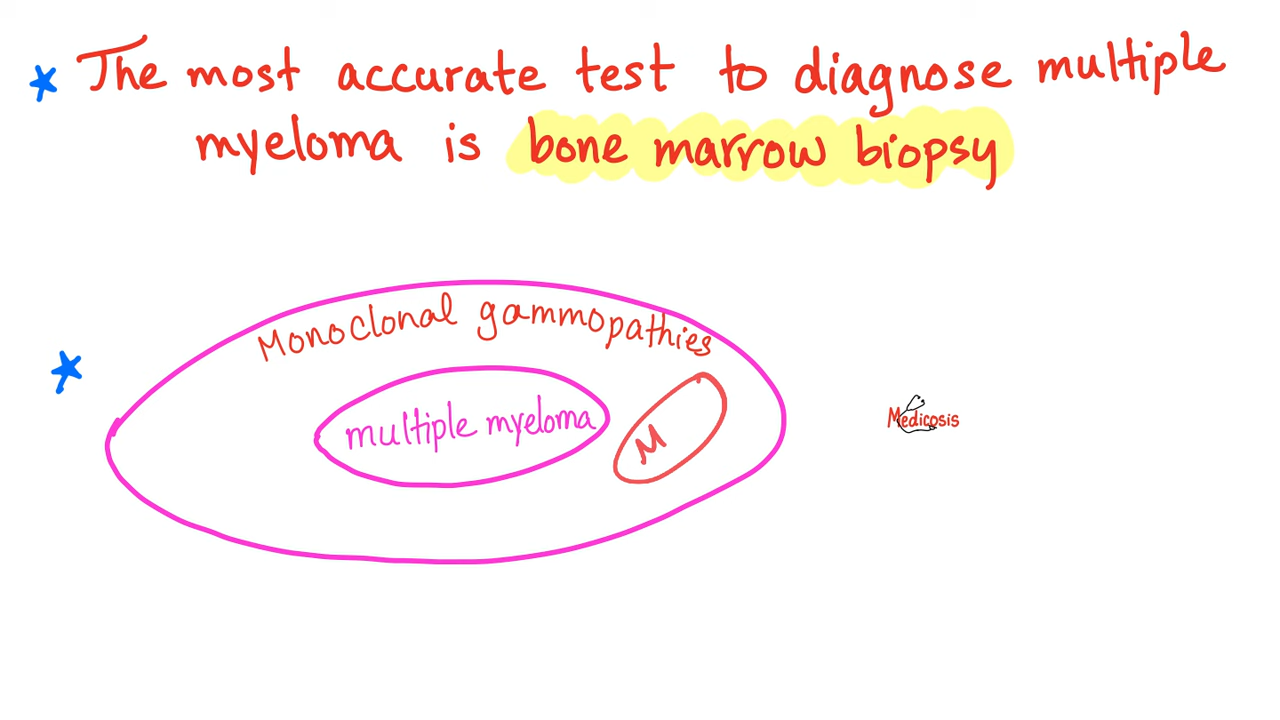 The most accurate test to diagnose multiple
myeloma is bone marrow biopsy
Monoclonal gammopathies
multiple myeloma
M
Medicosis